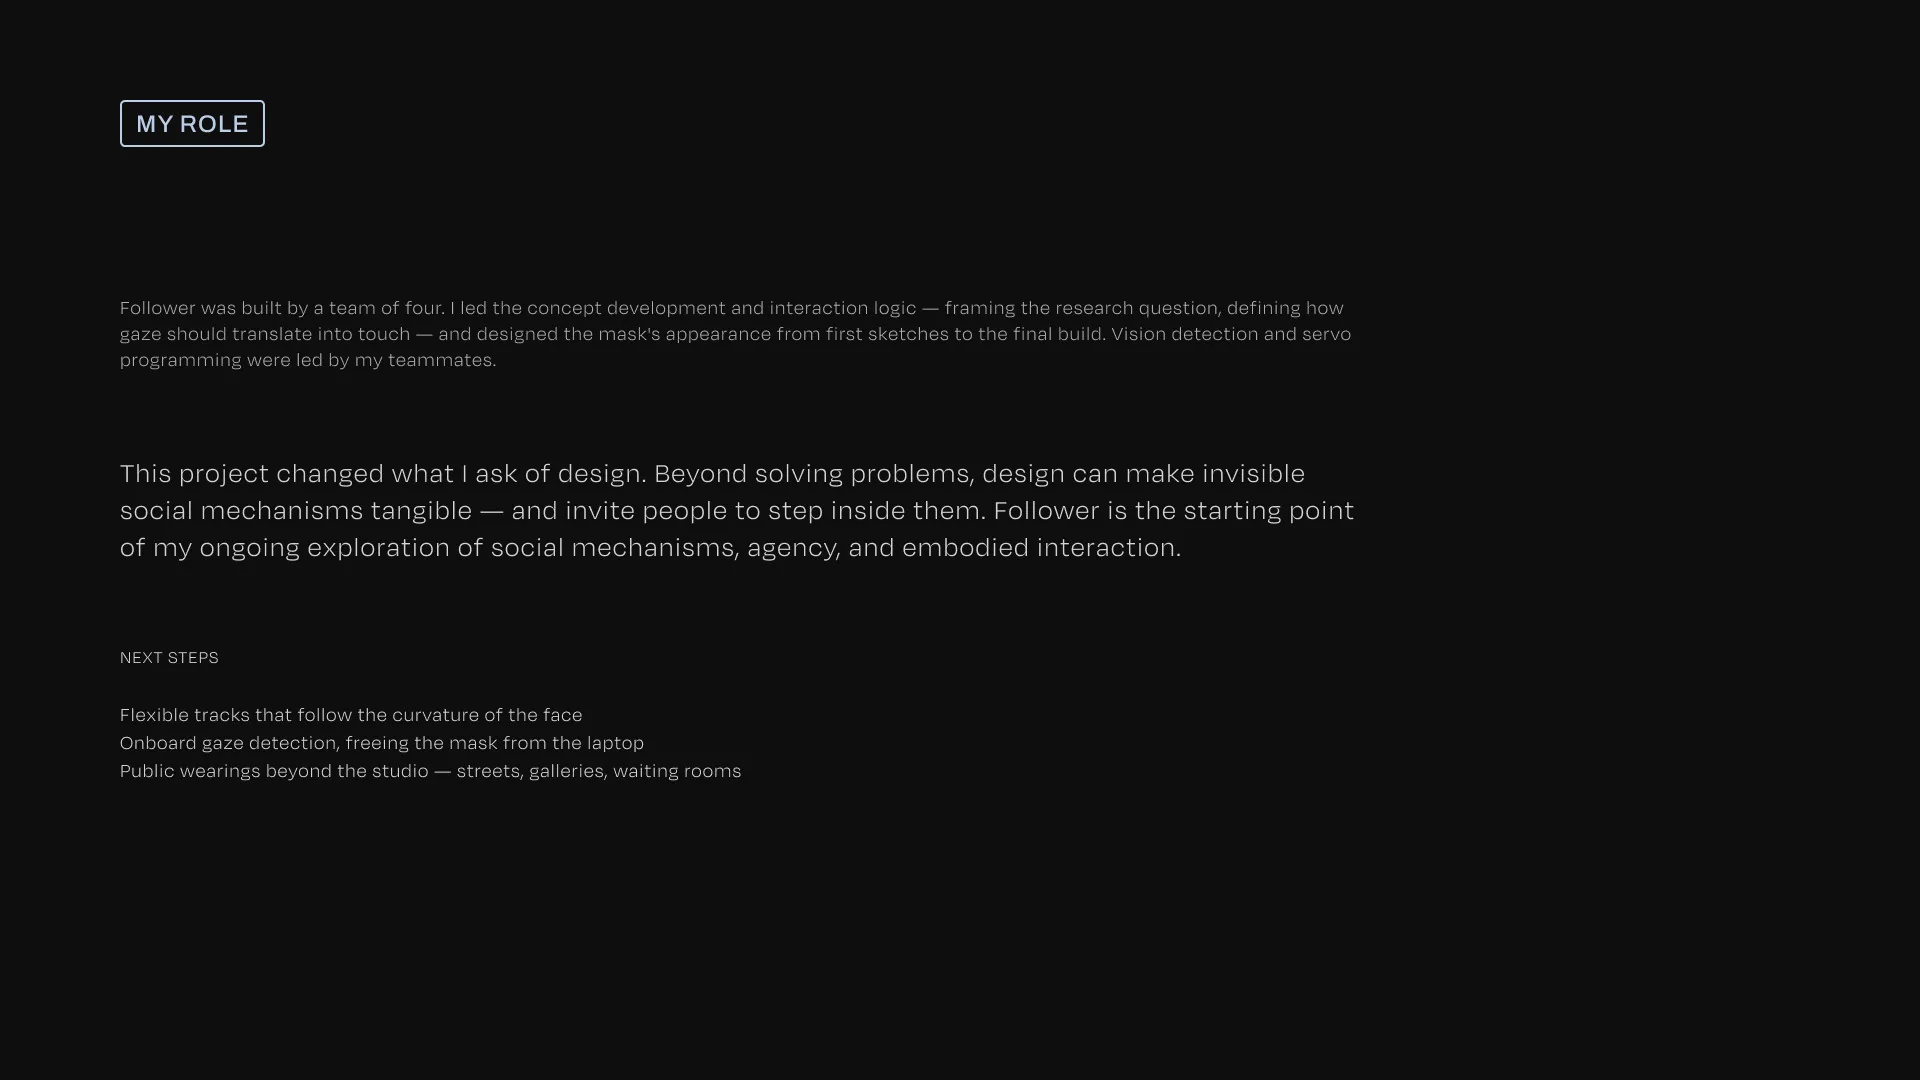 MY ROLE
Follower was built by a team of four. I led the concept development and interaction logic — framing the research question, defining how
gaze should translate into touch — and designed the mask's appearance from first sketches to the final build. Vision detection and servo
programming were led by my teammates.
This project changed what I ask of design. Beyond solving problems, design can make invisible
social mechanisms tangible — and invite people to step inside them. Follower is the starting point
of my ongoing exploration of social mechanisms, agency, and embodied interaction.
NEXT STEPS
Flexible tracks that follow the curvature of the face
Onboard gaze detection, freeing the mask from the laptop
Public wearings beyond the studio — streets, galleries, waiting rooms